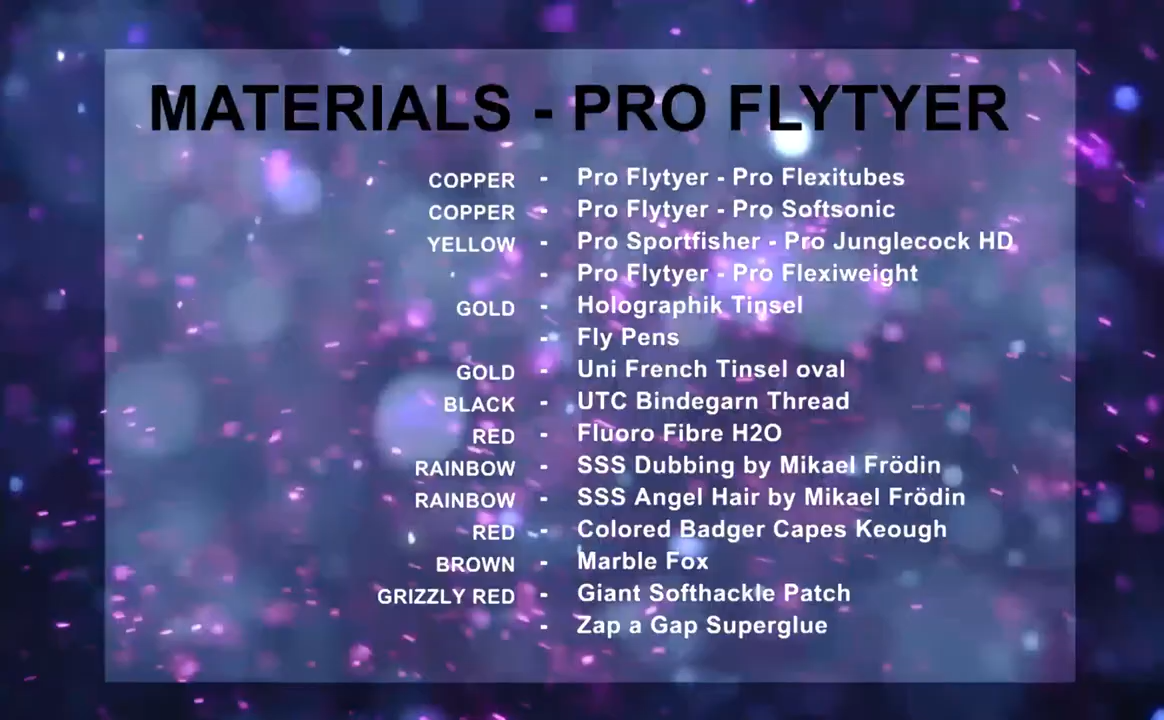 MATERIALS - PRO FLYTYER
COPPER - Pro Flytyer - Pro Flexitubes
COPPER - Pro Flytyer - Pro Softsonic
YELLOW - Pro Sportfisher - Pro Junglecock HD
- Pro Flytyer - Pro Flexiweight
GOLD - Holographik Tinsel
- Fly Pens
GOLD - Uni French Tinsel oval
BLACK - UTC Bindegarn Thread
RED - Fluoro Fibre H2O
RAINBOW - SSS Dubbing by Mikael Frödin
RAINBOW - SSS Angel Hair by Mikael Frödin
RED - Colored Badger Capes Keough
BROWN - Marble Fox
GRIZZLY RED - Giant Softhackle Patch
- Zap a Gap Superglue